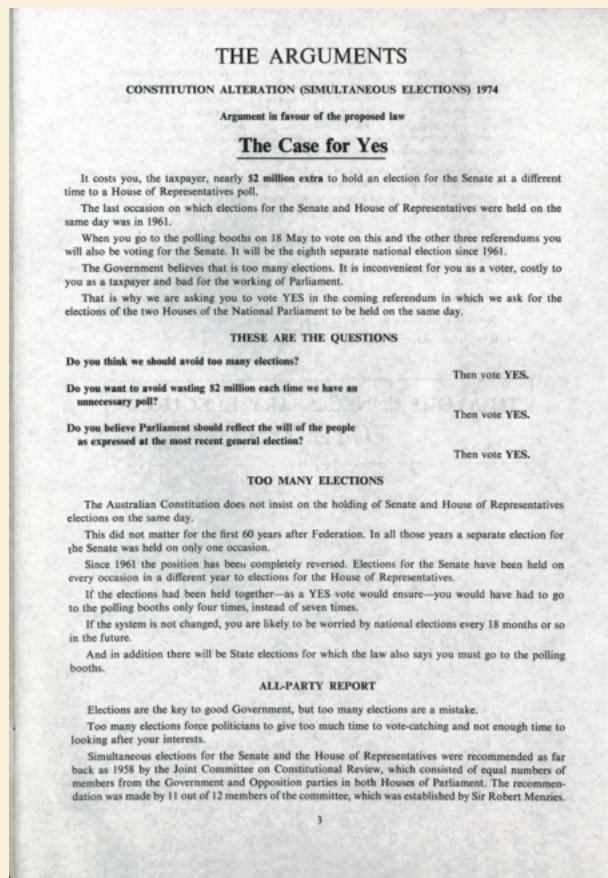 THE ARGUMENTS
CONSTITUTION ALTERATION (SIMULTANEOUS ELECTIONS) 1974
Argument in favour of the proposed law
The Case for Yes
It costs you, the taxpayer, nearly $2 million extra to hold an election for the Senate at a different
time to a House of Representatives poll.
The last occasion on which elections for the Senate and House of Representatives were held on the
same day was in 1961.
When you go to the polling booths on 18 May to vote on this and the other three referendums you
will also be voting for the Senate. It will be the eighth separate national election since 1961.
The Government believes that is too many elections. It is inconvenient for you as a voter, costly to
you as a taxpayer and bad for the working of Parliament.
That is why we are asking you to vote YES in the coming referendum in which we ask for the
elections of the two Houses of the National Parliament to be held on the same day.
THESE ARE THE QUESTIONS
Do you think we should avoid too many elections?
Then vote YES.
Do you want to avoid wasting $2 million each time we have an
unnecessary poll?
Then vote YES.
Do you believe Parliament should reflect the will of the people
as expressed at the most recent general election?
Then vote YES.
TOO MANY ELECTIONS
The Australian Constitution does not insist on the holding of Senate and House of Representatives
elections on the same day.
This did not matter for the first 60 years after Federation. In all those years a separate election for
the Senate was held on only one occasion.
Since 1961 the position has been completely reversed. Elections for the Senate have been held on
every occasion in a different year to elections for the House of Representatives.
If the elections had been held together—as a YES vote would ensure—you would have had to go
to the polling booths only four times, instead of seven times.
If the system is not changed, you are likely to be worried by national elections every 18 months or so
in the future.
And in addition there will be State elections for which the law also says you must go to the polling
booths.
ALL-PARTY REPORT
Elections are the key to good Government, but too many elections are a mistake.
Too many elections force politicians to give too much time to vote-catching and not enough time to
looking after your interests.
Simultaneous elections for the Senate and the House of Representatives were recommended as far
back as 1958 by the Joint Committee on Constitutional Review, which consisted of equal numbers of
members from the Government and Opposition parties in both Houses of Parliament. The recommen-
dation was made by 11 out of 12 members of the committee, which was established by Sir Robert Menzies.
3